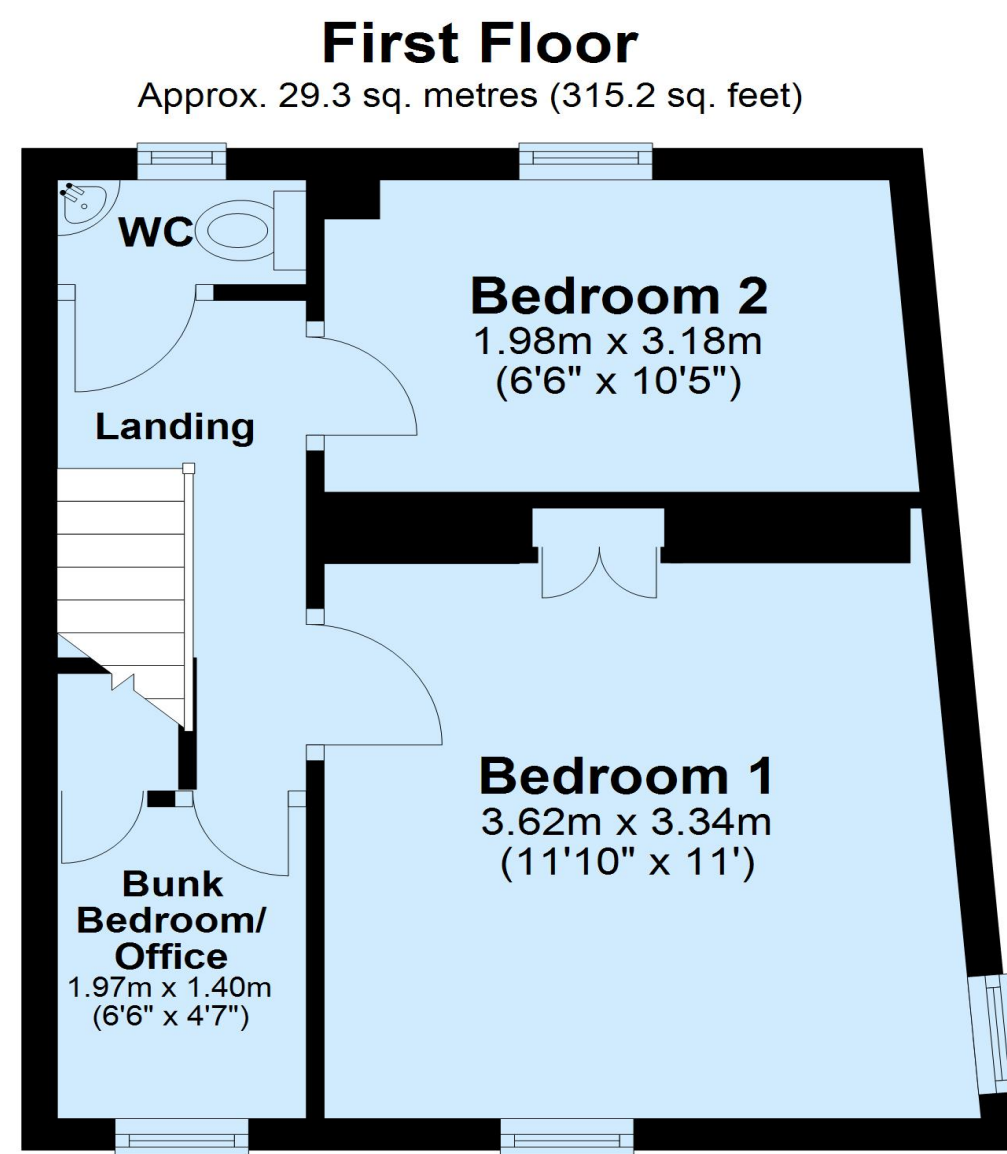 First Floor
Approx. 29.3 sq. metres (315.2 sq. feet)
WC
Bedroom 2
1.98m x 3.18m
(6'6" x 10'5")
Landing
Bedroom 1
3.62m x 3.34m
(11'10" x 11')
Bunk
Bedroom/
Office
1.97m x 1.40m
(6'6" x 4'7")